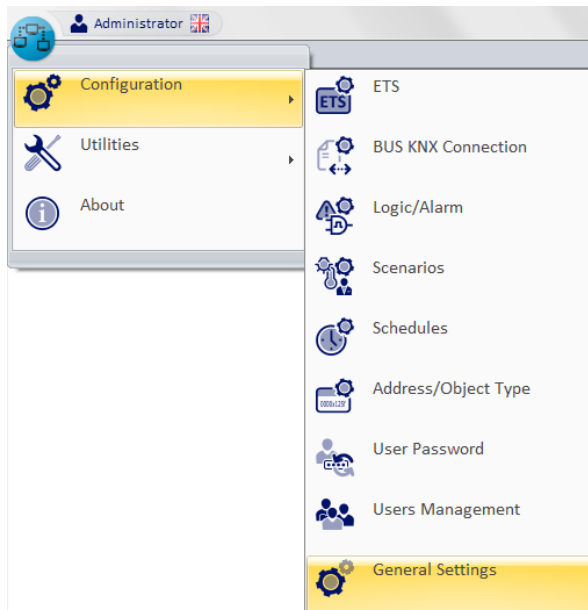 Administrator
Configuration
Utilities
About
ETS
ETS
BUS KNX Connection
Logic/Alarm
Scenarios
Schedules
Address/Object Type
User Password
Users Management
General Settings